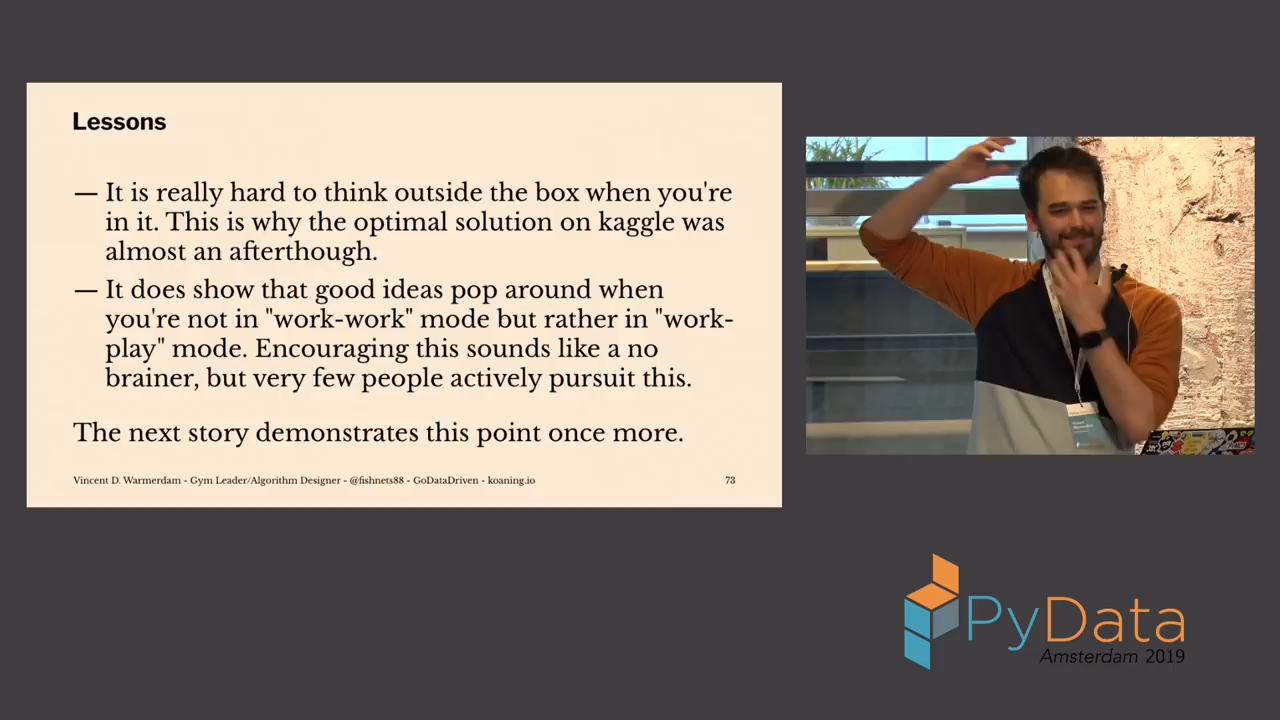 Lessons
— It is really hard to think outside the box when you're
in it. This is why the optimal solution on kaggle was
almost an afterthough.
— It does show that good ideas pop around when
you're not in "work-work" mode but rather in "work-
play" mode. Encouraging this sounds like a no
brainer, but very few people actively pursuit this.
The next story demonstrates this point once more.
Vincent D. Warmerdam - Gym Leader/Algorithm Designer - @fishnets88 - GoDataDriven - koaning.io
73
PyData
Amsterdam 2019